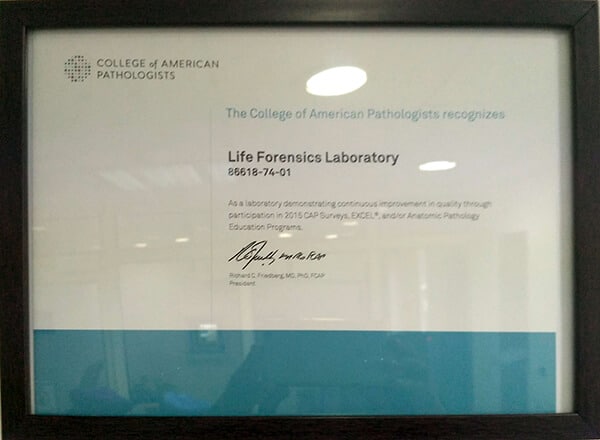 COLLEGE of AMERICAN
PATHOLOGISTS
The College of American Pathologists recognizes
Life Forensics Laboratory
86618-74-01
As a laboratory demonstrating continuous improvement in quality through
participation in 2015 CAP Surveys, EXCEL®, and/or Anatomic Pathology
Education Programs.
Richard C. Friedberg, MD, PhD, FCAP
President